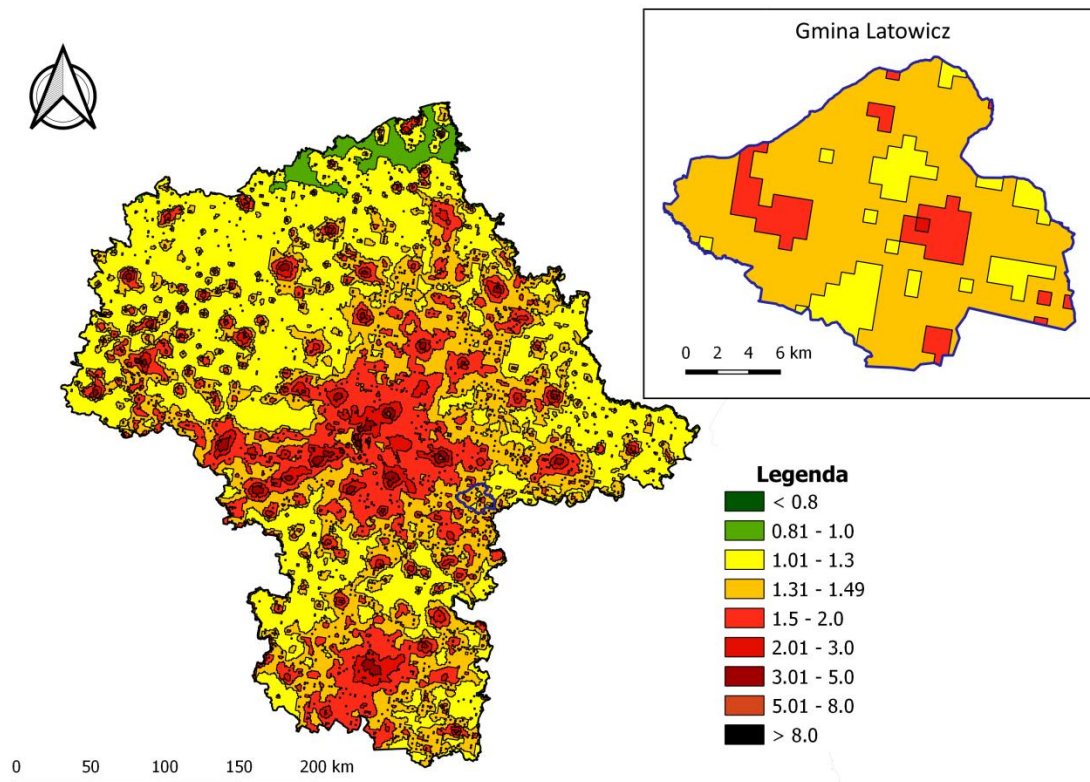 Gmina Latowicz
0 2 4 6 km
Legenda
< 0.8
0.81 - 1.0
1.01 - 1.3
1.31 - 1.49
1.5 - 2.0
2.01 - 3.0
3.01 - 5.0
5.01 - 8.0
> 8.0
0 50 100 150 200 km